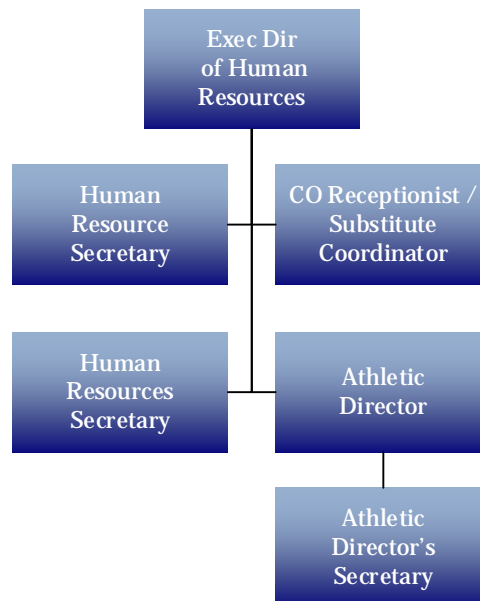 Exec Dir
of Human
Resources
Human
Resource
Secretary
CO Receptionist /
Substitute
Coordinator
Human
Resources
Secretary
Athletic
Director
Athletic
Director's
Secretary